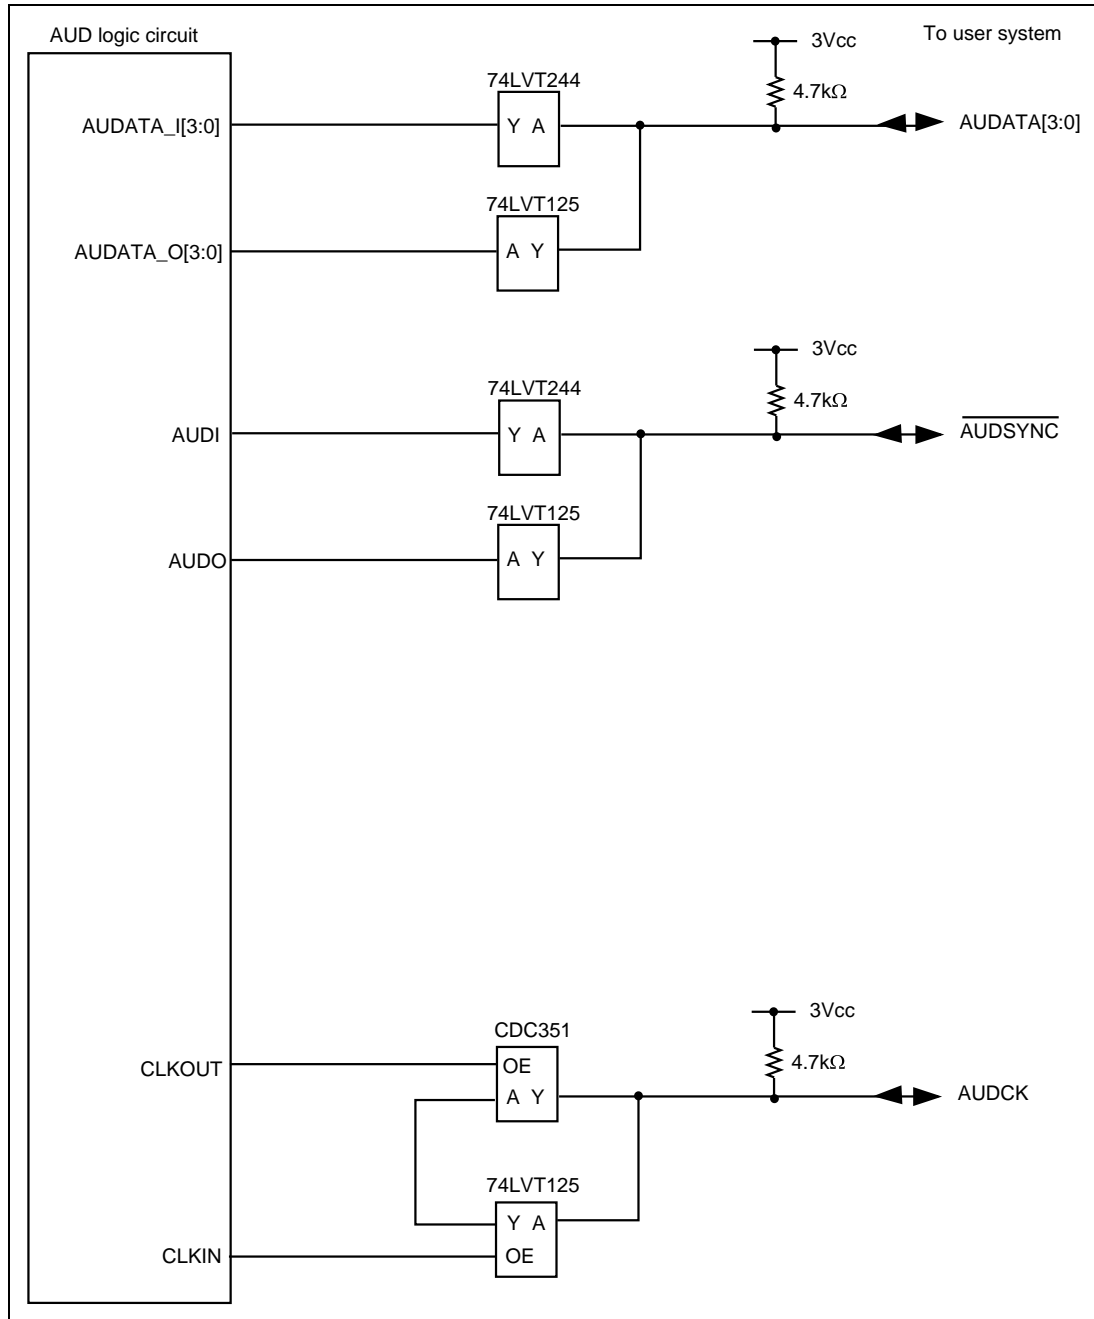 AUD logic circuit
To user system
3Vcc
74LVT244
4.7kΩ
AUDATA_I[3:0]
Y A
AUDATA[3:0]
74LVT125
AUDATA_O[3:0]
A Y
3Vcc
74LVT244
4.7kΩ
AUDI
Y A
AUDSYNC
74LVT125
AUDO
A Y
3Vcc
CDC351
CLKOUT
OE
4.7kΩ
A Y
AUDCK
74LVT125
Y A
CLKIN
OE